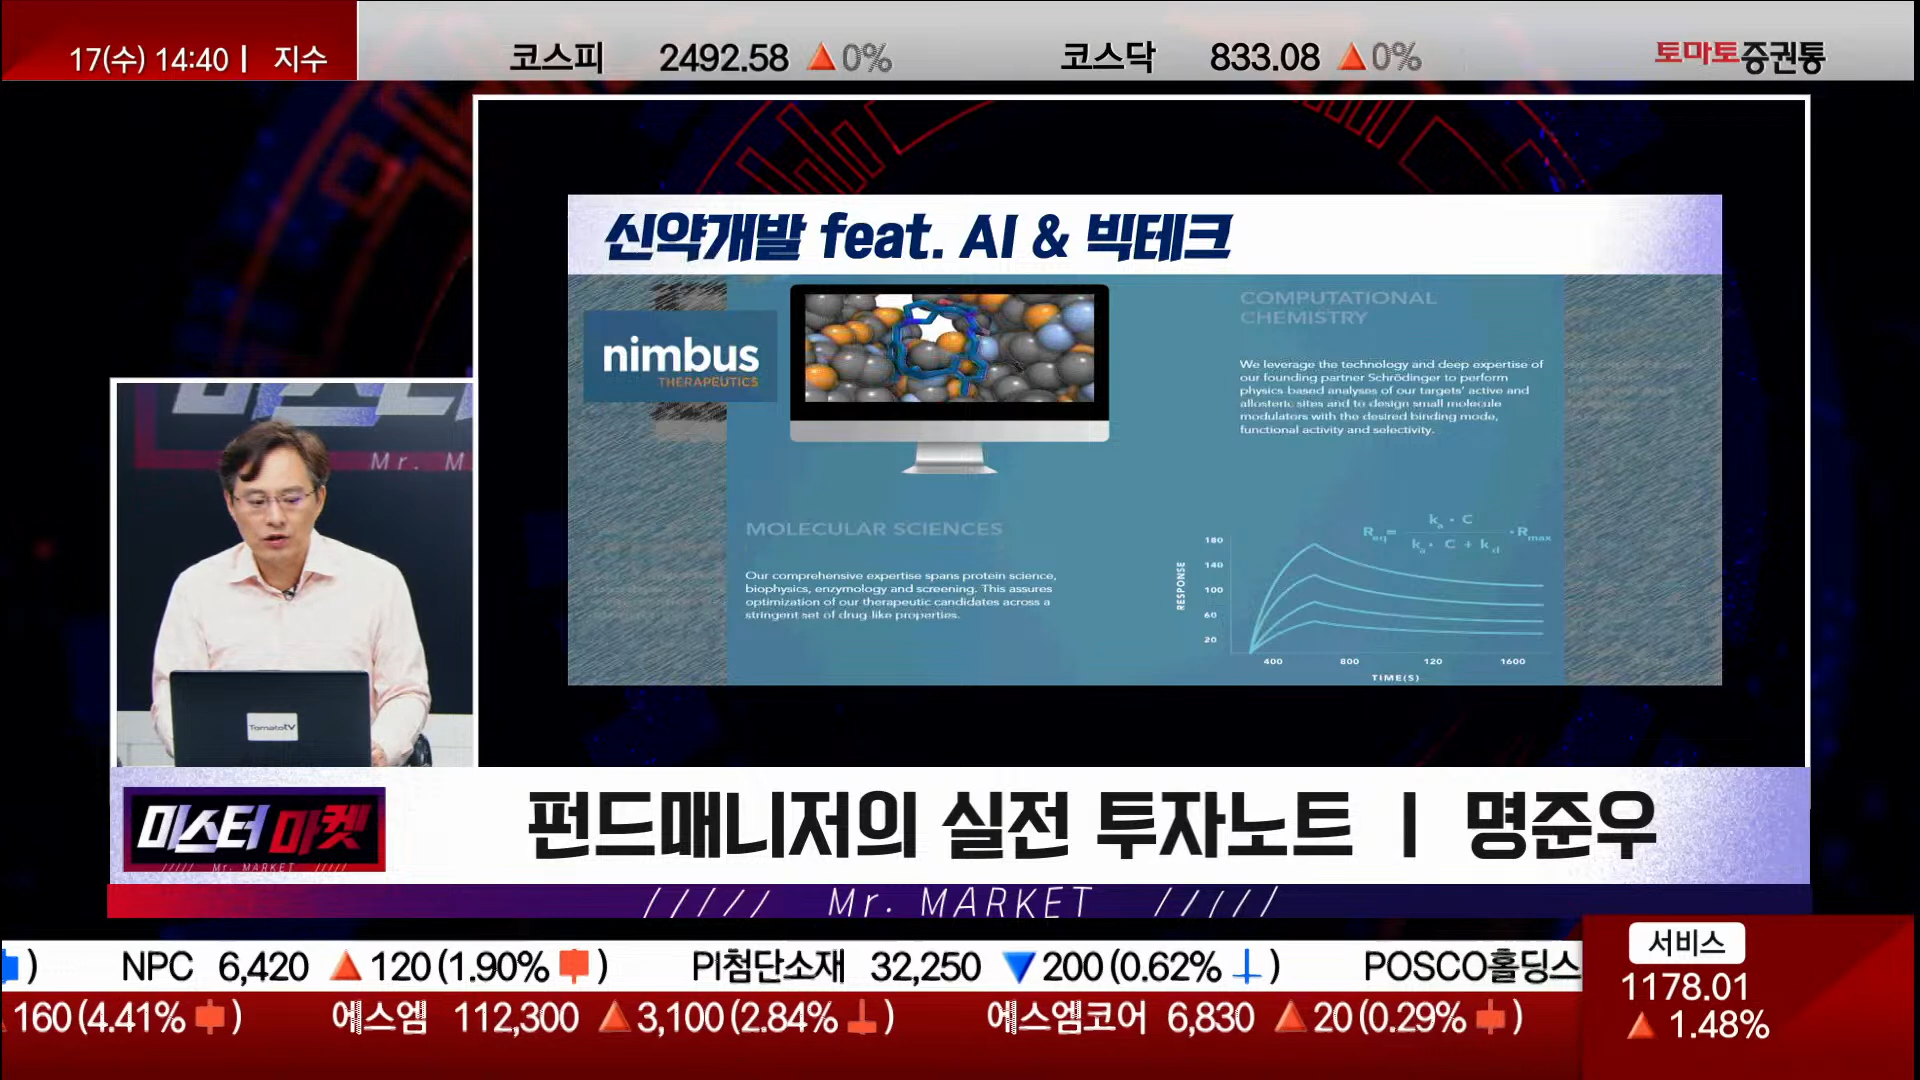 17(수) 14:40 | 지수
코스피 2492.58 ▲0%
코스닥 833.08 ▲0%
토마토증권통
신약개발 feat. AI & 빅테크
nimbus
THERAPEUTICS
COMPUTATIONAL
CHEMISTRY
We leverage the technology and deep expertise of
our founding partner Schrödinger to perform
physics-based analyses of our targets' active and
allosteric sites and to design small molecule
modulators with the desired binding mode,
functional activity and selectivity.
MOLECULAR SCIENCES
Our comprehensive expertise spans protein science,
biophysics, enzymology and screening. This assures
optimization of our therapeutic candidates across a
stringent set of drug-like properties.
Req= ka · C / ka · C + kd · Rmax
RESPONSE
180
140
100
60
20
400 800 120 1600
TIME(S)
Mr. M
TomatoTV
미스터 마켓
///// Mr. MARKET /////
펀드매니저의 실전 투자노트 | 명준우
///// Mr. MARKET /////
) NPC 6,420 ▲120(1.90% ) PI첨단소재 32,250 ▼200(0.62% ) POSCO홀딩스
160(4.41% ) 에스엠 112,300 ▲3,100(2.84% ) 에스엠코어 6,830 ▲20(0.29% )
서비스
1178.01
▲ 1.48%